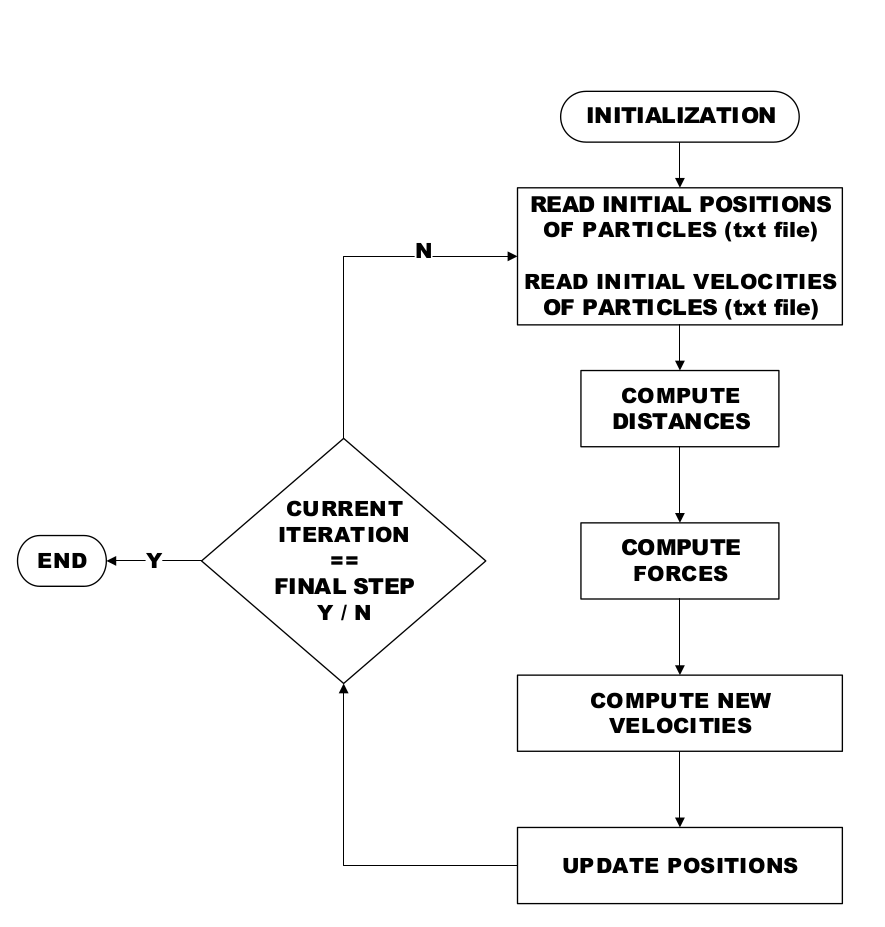 INITIALIZATION
READ INITIAL POSITIONS
OF PARTICLES (txt file)
READ INITIAL VELOCITIES
OF PARTICLES (txt file)
N
COMPUTE
DISTANCES
CURRENT
ITERATION
==
FINAL STEP
Y / N
END
Y
COMPUTE
FORCES
COMPUTE NEW
VELOCITIES
UPDATE POSITIONS